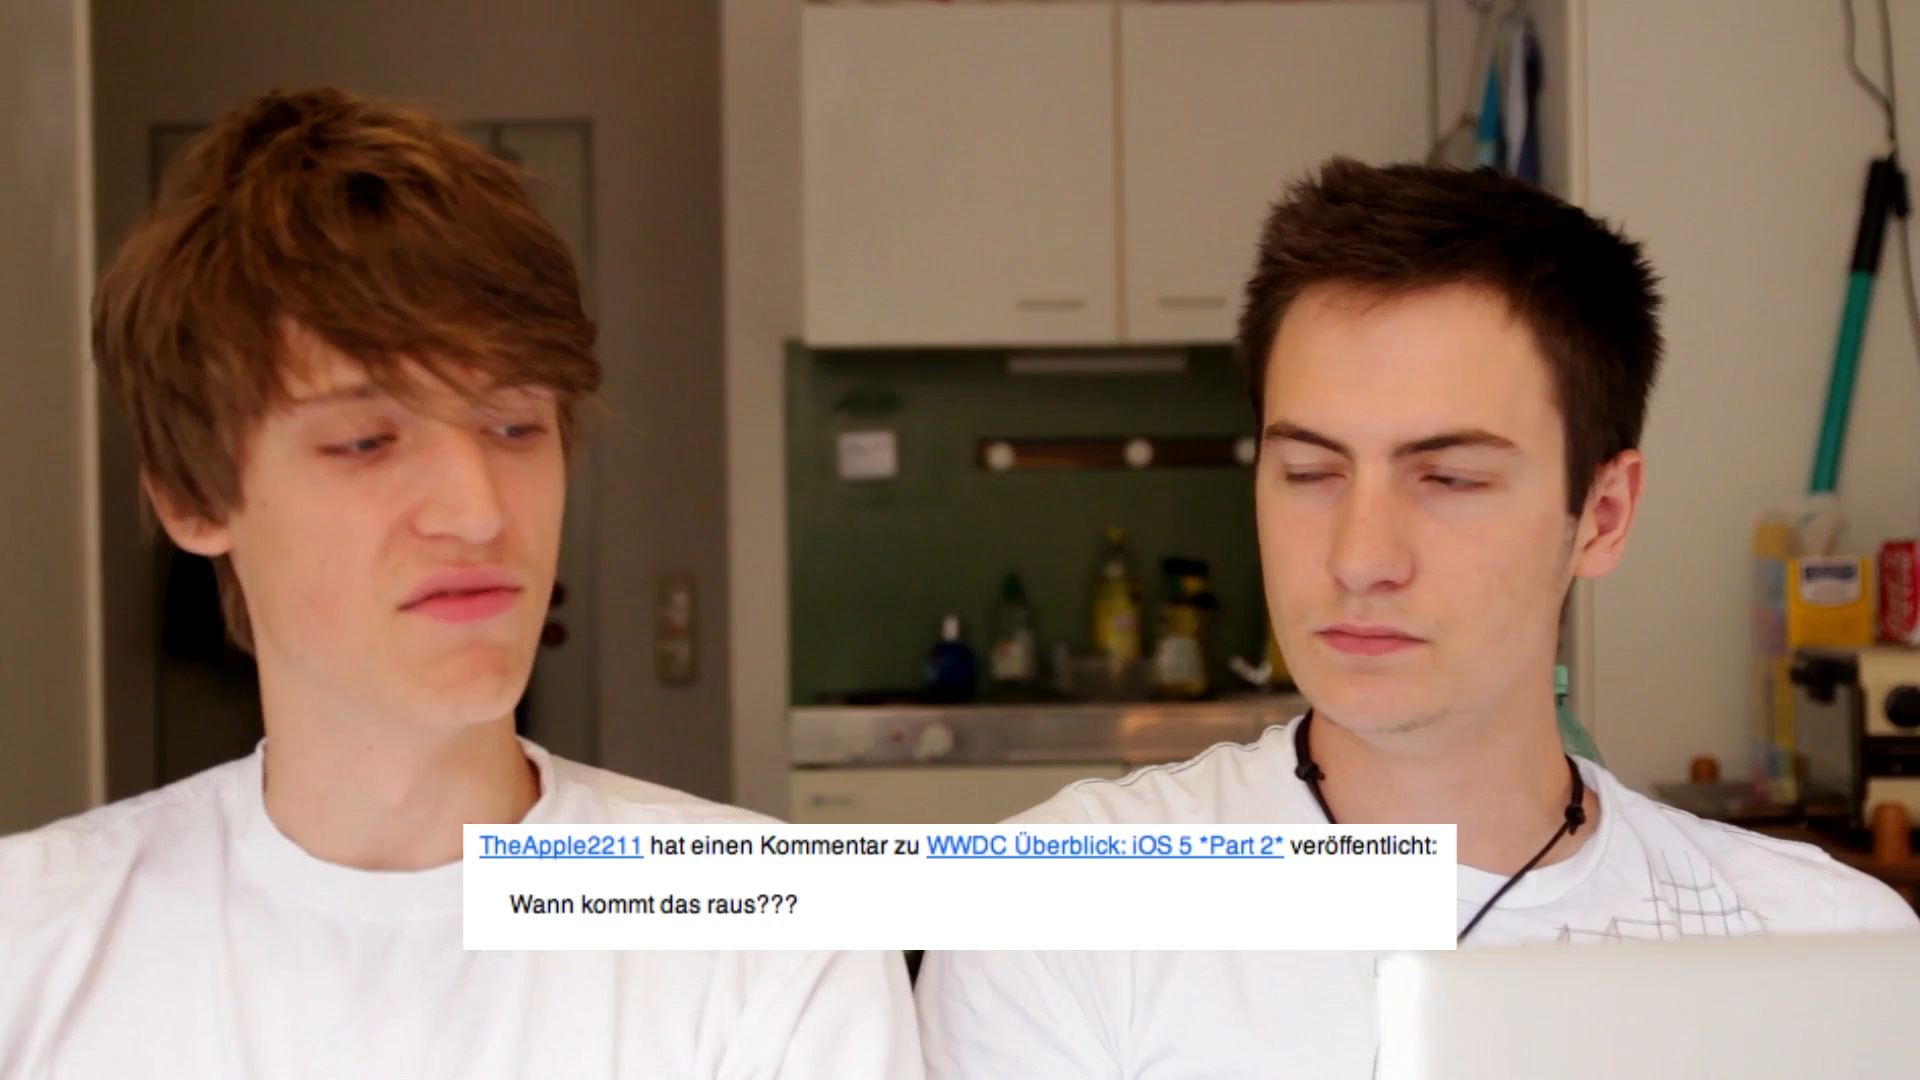 TheApple2211 hat einen Kommentar zu WWDC Überblick: iOS 5 *Part 2* veröffentlicht:
Wann kommt das raus???